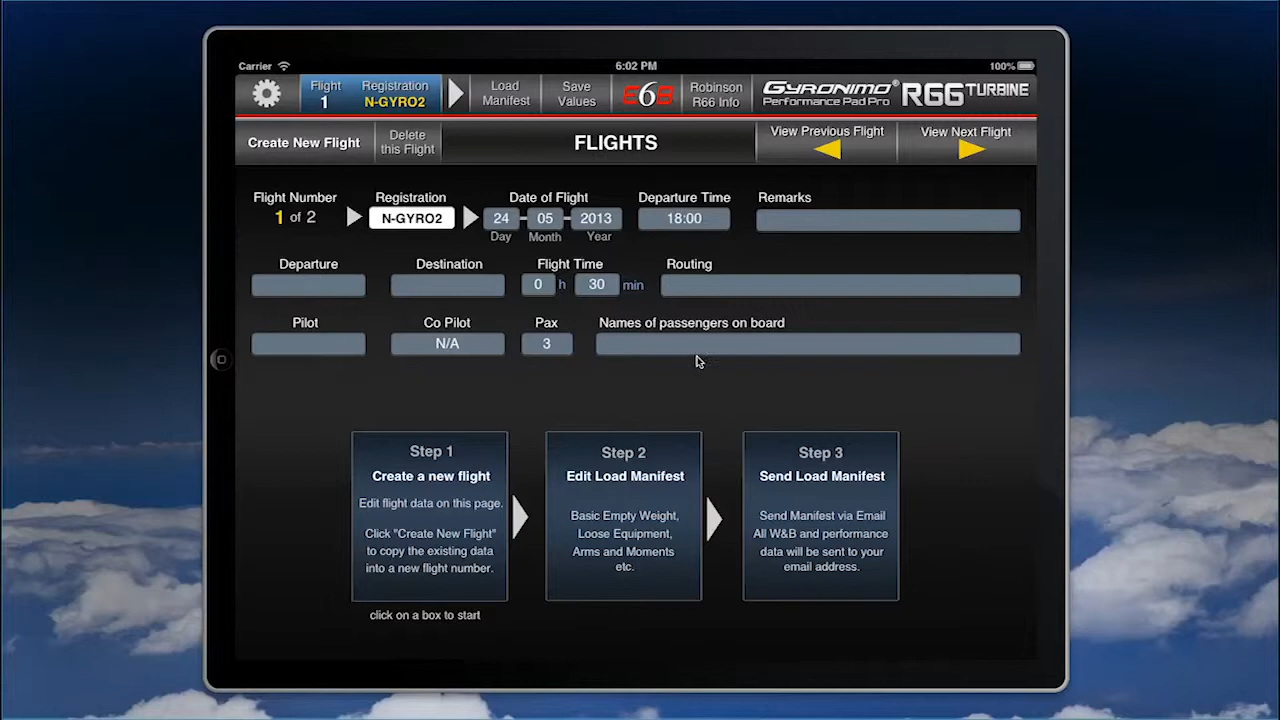 Carrier
6:02 PM
100%
Flight
1
Registration
N-GYRO2
Load
Manifest
Save
Values
E6B
Robinson
R66 Info
GYRONIMO®
Performance Pad Pro
R66 TURBINE
Create New Flight
Delete
this Flight
FLIGHTS
View Previous Flight
View Next Flight
Flight Number
1 of 2
Registration
N-GYRO2
Date of Flight
24 - 05 - 2013
Day Month Year
Departure Time
18:00
Remarks
Departure
Destination
Flight Time
0 h 30 min
Routing
Pilot
Co Pilot
N/A
Pax
3
Names of passengers on board
Step 1
Create a new flight
Edit flight data on this page.
Click "Create New Flight"
to copy the existing data
into a new flight number.
click on a box to start
Step 2
Edit Load Manifest
Basic Empty Weight,
Loose Equipment,
Arms and Moments
etc.
Step 3
Send Load Manifest
Send Manifest via Email
All W&B and performance
data will be sent to your
email address.